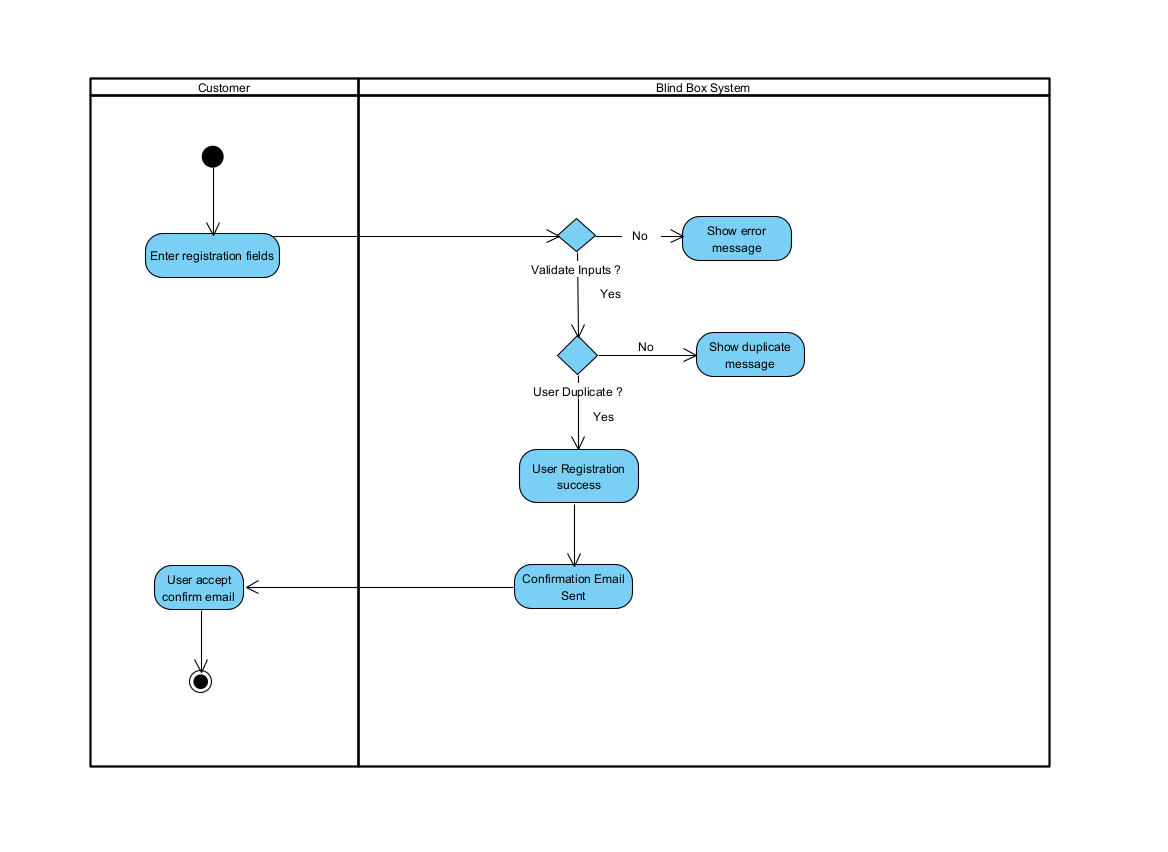 Customer
Blind Box System
Enter registration fields
No
Show error
message
Validate Inputs ?
Yes
No
Show duplicate
message
User Duplicate ?
Yes
User Registration
success
User accept
confirm email
Confirmation Email
Sent